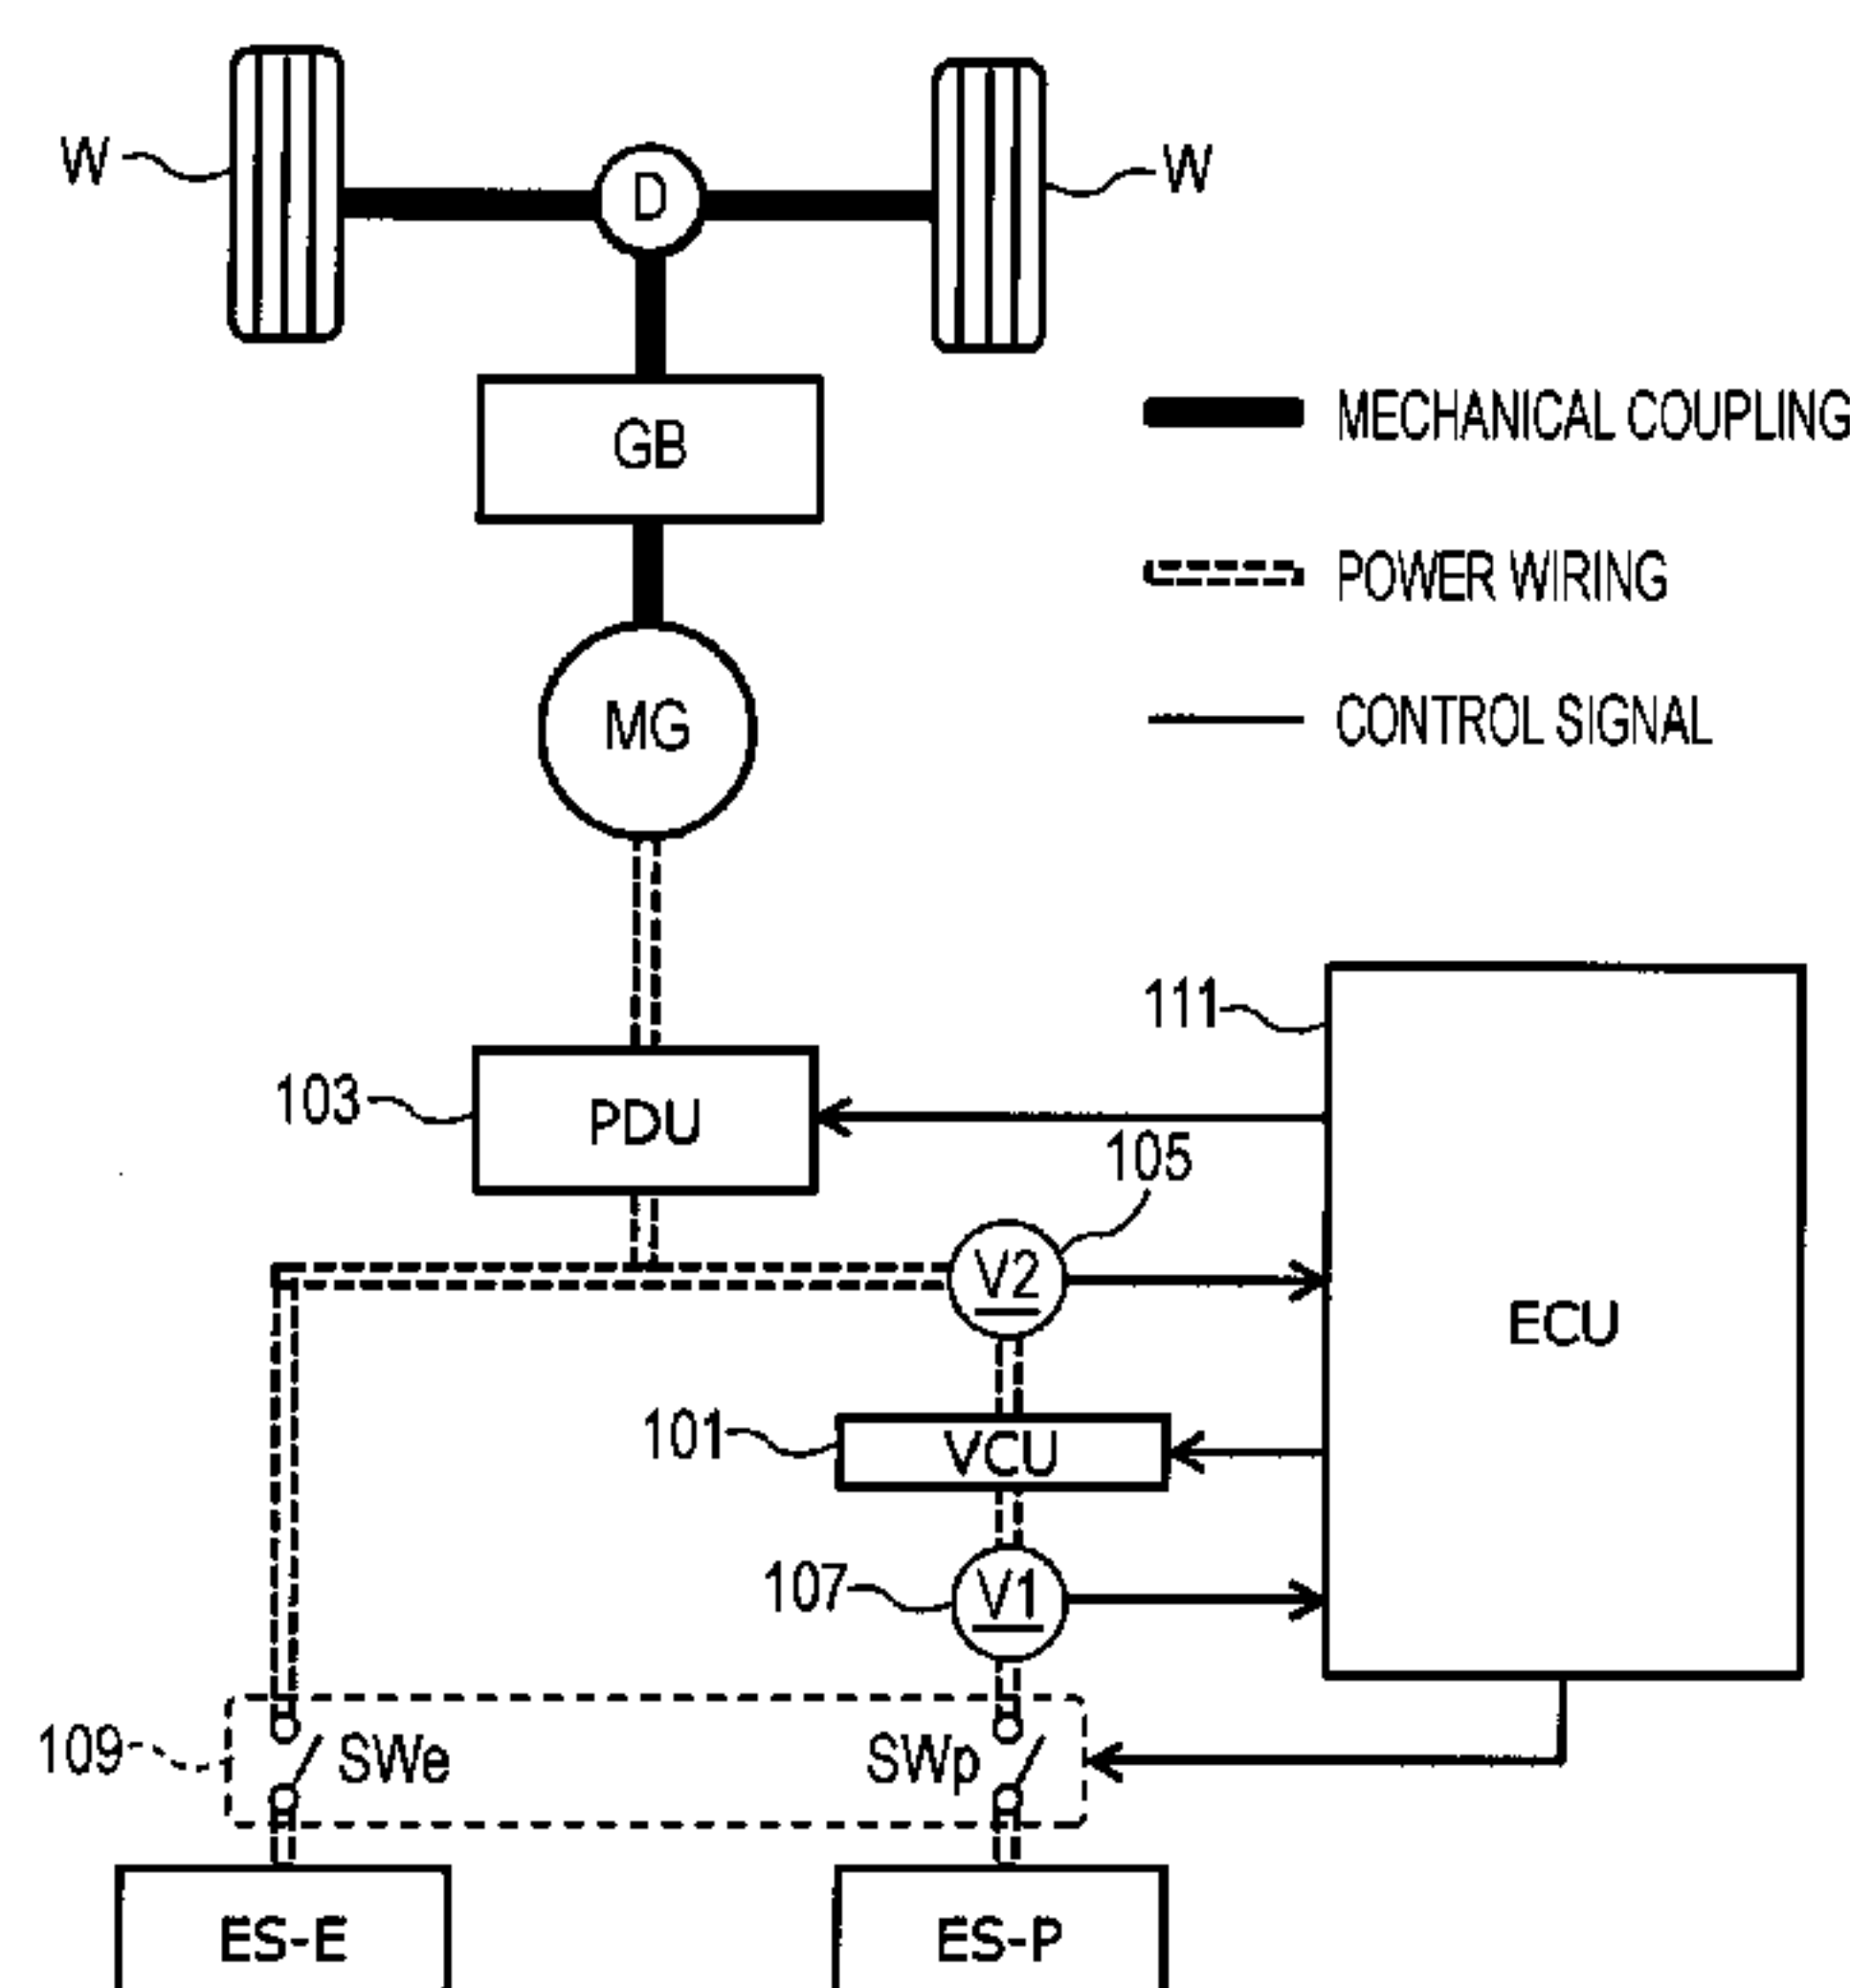 W
D
W
GB
MECHANICAL COUPLING
POWER WIRING
MG
CONTROL SIGNAL
111
103
PDU
105
V2
ECU
101
VCU
107
V1
109
SWe
SWp
ES-E
ES-P